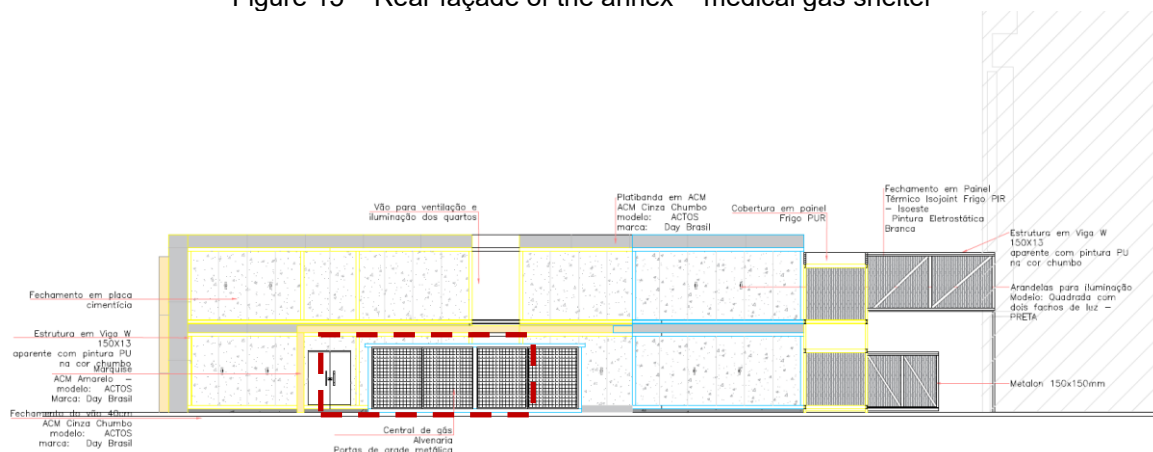 Figure 15 – Rear façade of the annex – medical gas shelter
Vão para ventilação e
iluminação dos quartos
Platibanda em ACM
ACM Cinza Chumbo
modelo: ACTOS
marca: Day Brasil
Cobertura em painel
Frigo PUR
Fechamento em Painel
Térmico Isojoint Frigo PIR
– Isoeste
Pintura Eletrostática
Branca
Estrutura em Viga W
150X13
aparente com pintura PU
na cor chumbo
Arandelas para iluminação
Modelo: Quadrada com
dois fachos de luz –
PRETA
Metalon 150x150mm
Fechamento em placa
cimentícia
Estrutura em Viga W
150X13
aparente com pintura PU
na cor chumbo
Marquise
ACM Amarelo –
modelo: ACTOS
Marca: Day Brasil
Fechamento do vão 40cm
ACM Cinza Chumbo
modelo: ACTOS
marca: Day Brasil
Central de gás
Alvenaria
Portas de grade metálica